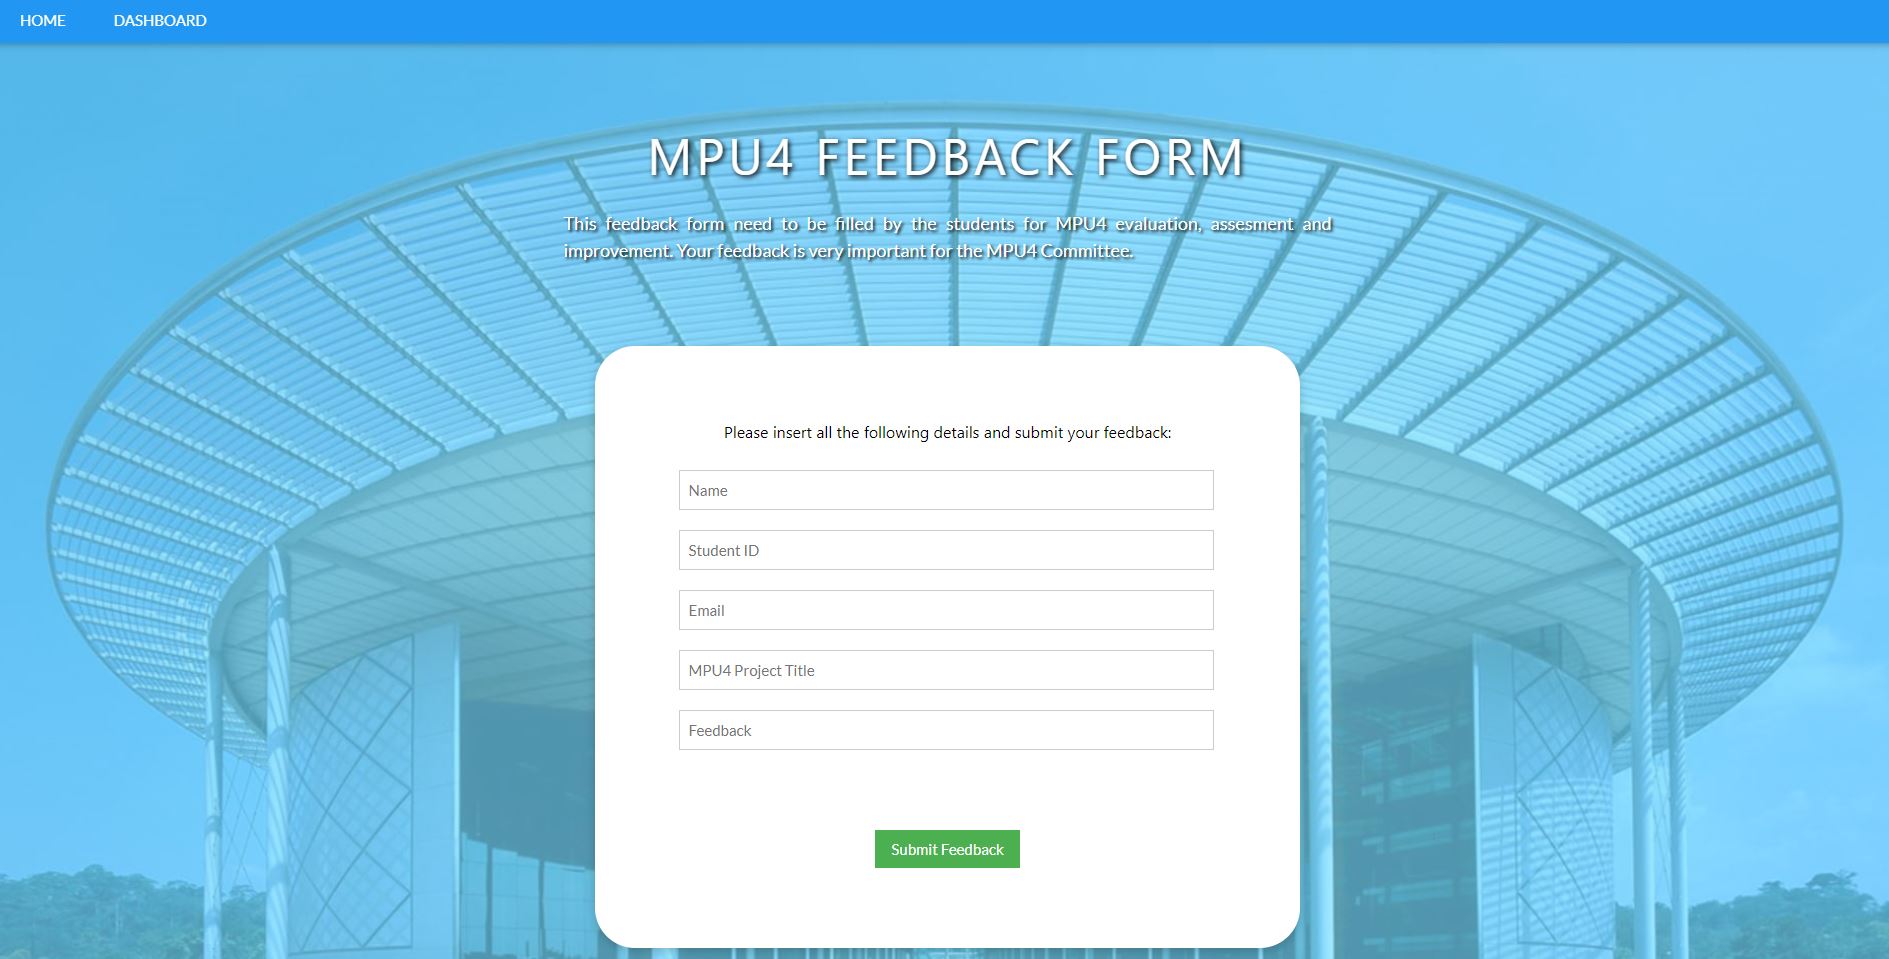 HOME DASHBOARD
MPU4 FEEDBACK FORM
This feedback form need to be filled by the students for MPU4 evaluation, assesment and
improvement. Your feedback is very important for the MPU4 Committee.
Please insert all the following details and submit your feedback:
Name
Student ID
Email
MPU4 Project Title
Feedback
Submit Feedback